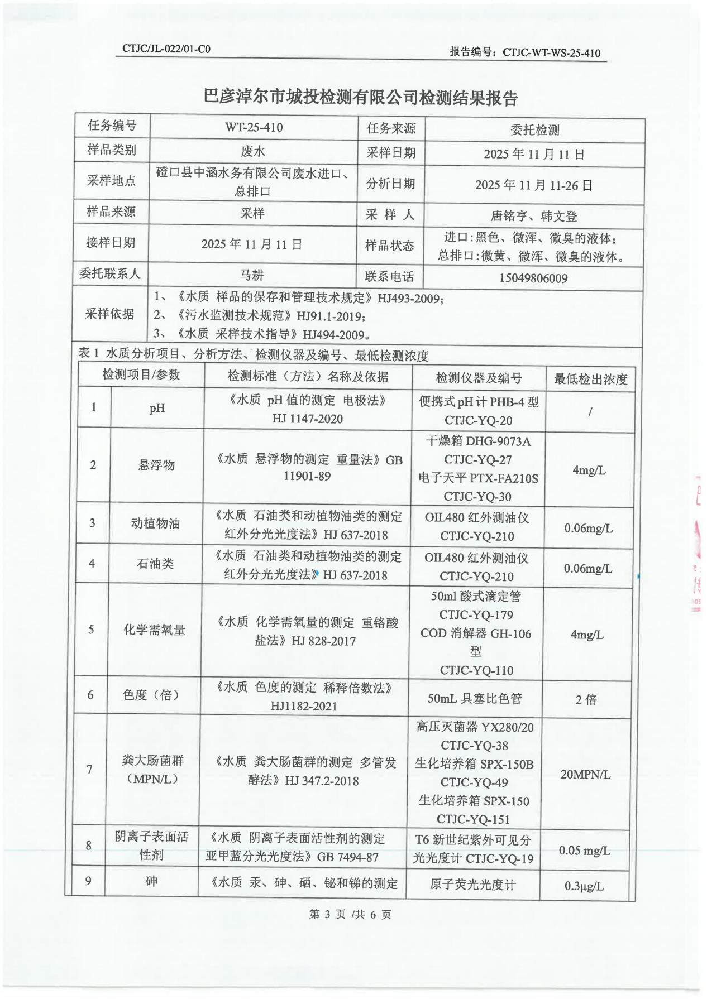 CTJC/JL-022/01-C0
报告编号：CTJC-WT-WS-25-410
巴彦淖尔市城投检测有限公司检测结果报告
任务编号
WT-25-410
任务来源
委托检测
样品类别
废水
采样日期
2025 年 11 月 11 日
采样地点
磴口县中涵水务有限公司废水进口、
总排口
分析日期
2025 年 11 月 11-26 日
样品来源
采样
采 样 人
唐铭亨、韩文登
接样日期
2025 年 11 月 11 日
样品状态
进口:黑色、微浑、微臭的液体；
总排口:微黄、微浑、微臭的液体。
委托联系人
马耕
联系电话
15049806009
采样依据
1、《水质 样品的保存和管理技术规定》HJ493-2009；
2、《污水监测技术规范》HJ91.1-2019；
3、《水质 采样技术指导》HJ494-2009。
表 1 水质分析项目、分析方法、检测仪器及编号、最低检测浓度
检测项目/参数
检测标准（方法）名称及依据
检测仪器及编号
最低检出浓度
1
pH
《水质 pH 值的测定 电极法》
HJ 1147-2020
便携式 pH 计 PHB-4 型
CTJC-YQ-20
/
2
悬浮物
《水质 悬浮物的测定 重量法》GB
11901-89
干燥箱 DHG-9073A
CTJC-YQ-27
电子天平 PTX-FA210S
CTJC-YQ-30
4mg/L
3
动植物油
《水质 石油类和动植物油类的测定
红外分光光度法》HJ 637-2018
OIL480 红外测油仪
CTJC-YQ-210
0.06mg/L
4
石油类
《水质 石油类和动植物油类的测定
红外分光光度法》HJ 637-2018
OIL480 红外测油仪
CTJC-YQ-210
0.06mg/L
5
化学需氧量
《水质 化学需氧量的测定 重铬酸
盐法》HJ 828-2017
50ml 酸式滴定管
CTJC-YQ-179
COD 消解器 GH-106
型
CTJC-YQ-110
4mg/L
6
色度（倍）
《水质 色度的测定 稀释倍数法》
HJ1182-2021
50mL 具塞比色管
2 倍
7
粪大肠菌群
（MPN/L）
《水质 粪大肠菌群的测定 多管发
酵法》HJ 347.2-2018
高压灭菌器 YX280/20
CTJC-YQ-38
生化培养箱 SPX-150B
CTJC-YQ-49
生化培养箱 SPX-150
CTJC-YQ-151
20MPN/L
8
阴离子表面活
性剂
《水质 阴离子表面活性剂的测定
亚甲蓝分光光度法》GB 7494-87
T6 新世纪紫外可见分
光光度计 CTJC-YQ-19
0.05 mg/L
9
砷
《水质 汞、砷、硒、铋和锑的测定
原子荧光光度计
0.3μg/L
第 3 页 /共 6 页